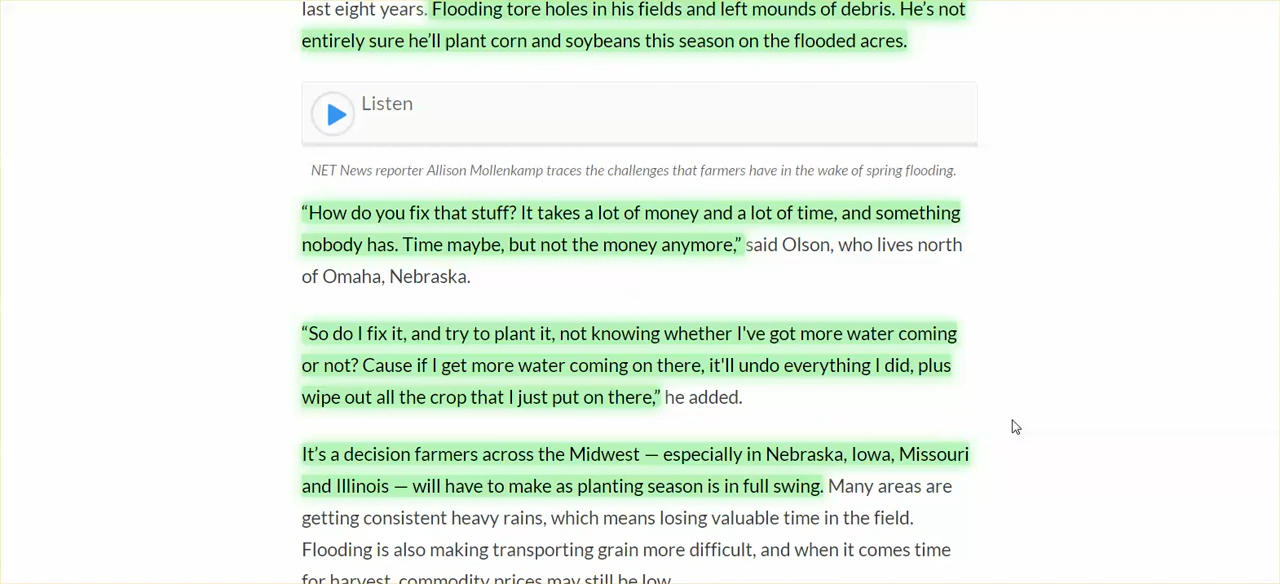 last eight years. Flooding tore holes in his fields and left mounds of debris. He’s not
entirely sure he’ll plant corn and soybeans this season on the flooded acres.
Listen
NET News reporter Allison Mollenkamp traces the challenges that farmers have in the wake of spring flooding.
“How do you fix that stuff? It takes a lot of money and a lot of time, and something
nobody has. Time maybe, but not the money anymore,” said Olson, who lives north
of Omaha, Nebraska.
“So do I fix it, and try to plant it, not knowing whether I've got more water coming
or not? Cause if I get more water coming on there, it'll undo everything I did, plus
wipe out all the crop that I just put on there,” he added.
It’s a decision farmers across the Midwest — especially in Nebraska, Iowa, Missouri
and Illinois — will have to make as planting season is in full swing. Many areas are
getting consistent heavy rains, which means losing valuable time in the field.
Flooding is also making transporting grain more difficult, and when it comes time
for harvest, commodity prices may still be low.